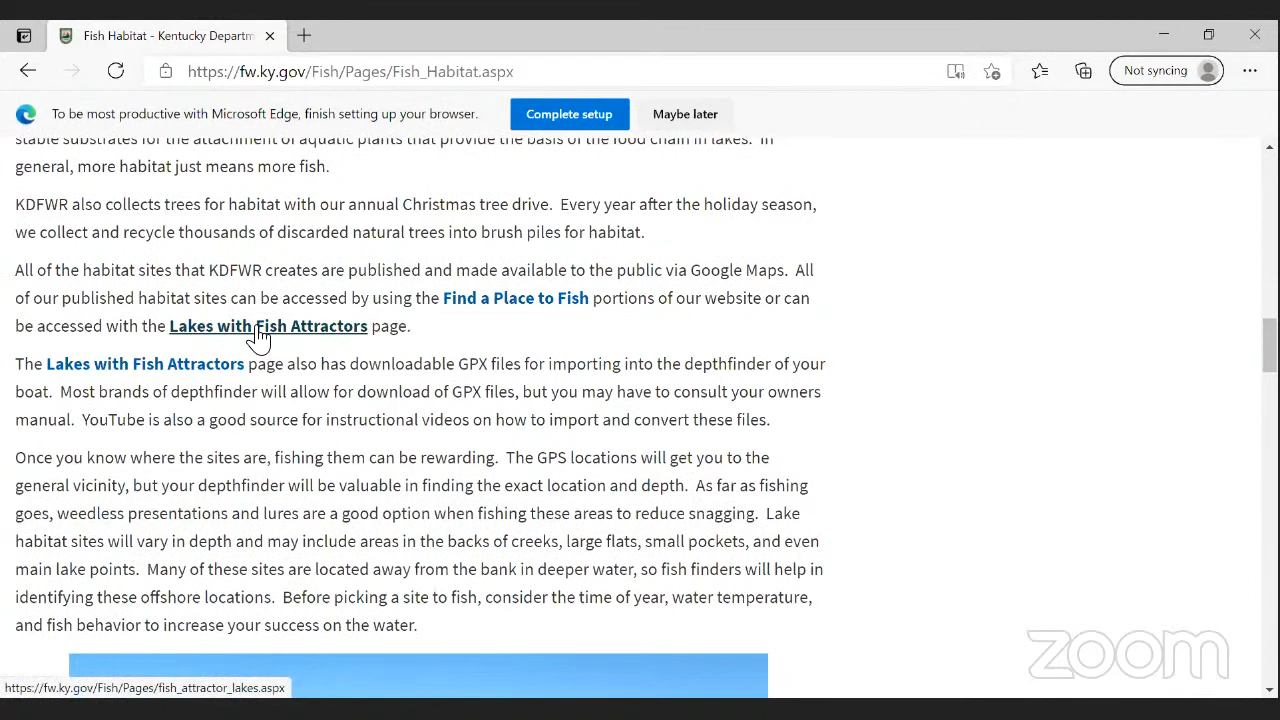 Fish Habitat - Kentucky Departm
https://fw.ky.gov/Fish/Pages/Fish_Habitat.aspx
Not syncing
To be most productive with Microsoft Edge, finish setting up your browser.
Complete setup
Maybe later
stable substrates for the attachment of aquatic plants that provide the basis of the food chain in lakes. In
general, more habitat just means more fish.
KDFWR also collects trees for habitat with our annual Christmas tree drive. Every year after the holiday season,
we collect and recycle thousands of discarded natural trees into brush piles for habitat.
All of the habitat sites that KDFWR creates are published and made available to the public via Google Maps. All
of our published habitat sites can be accessed by using the Find a Place to Fish portions of our website or can
be accessed with the Lakes with Fish Attractors page.
The Lakes with Fish Attractors page also has downloadable GPX files for importing into the depthfinder of your
boat. Most brands of depthfinder will allow for download of GPX files, but you may have to consult your owners
manual. YouTube is also a good source for instructional videos on how to import and convert these files.
Once you know where the sites are, fishing them can be rewarding. The GPS locations will get you to the
general vicinity, but your depthfinder will be valuable in finding the exact location and depth. As far as fishing
goes, weedless presentations and lures are a good option when fishing these areas to reduce snagging. Lake
habitat sites will vary in depth and may include areas in the backs of creeks, large flats, small pockets, and even
main lake points. Many of these sites are located away from the bank in deeper water, so fish finders will help in
identifying these offshore locations. Before picking a site to fish, consider the time of year, water temperature,
and fish behavior to increase your success on the water.
zoom
https://fw.ky.gov/Fish/Pages/fish_attractor_lakes.aspx